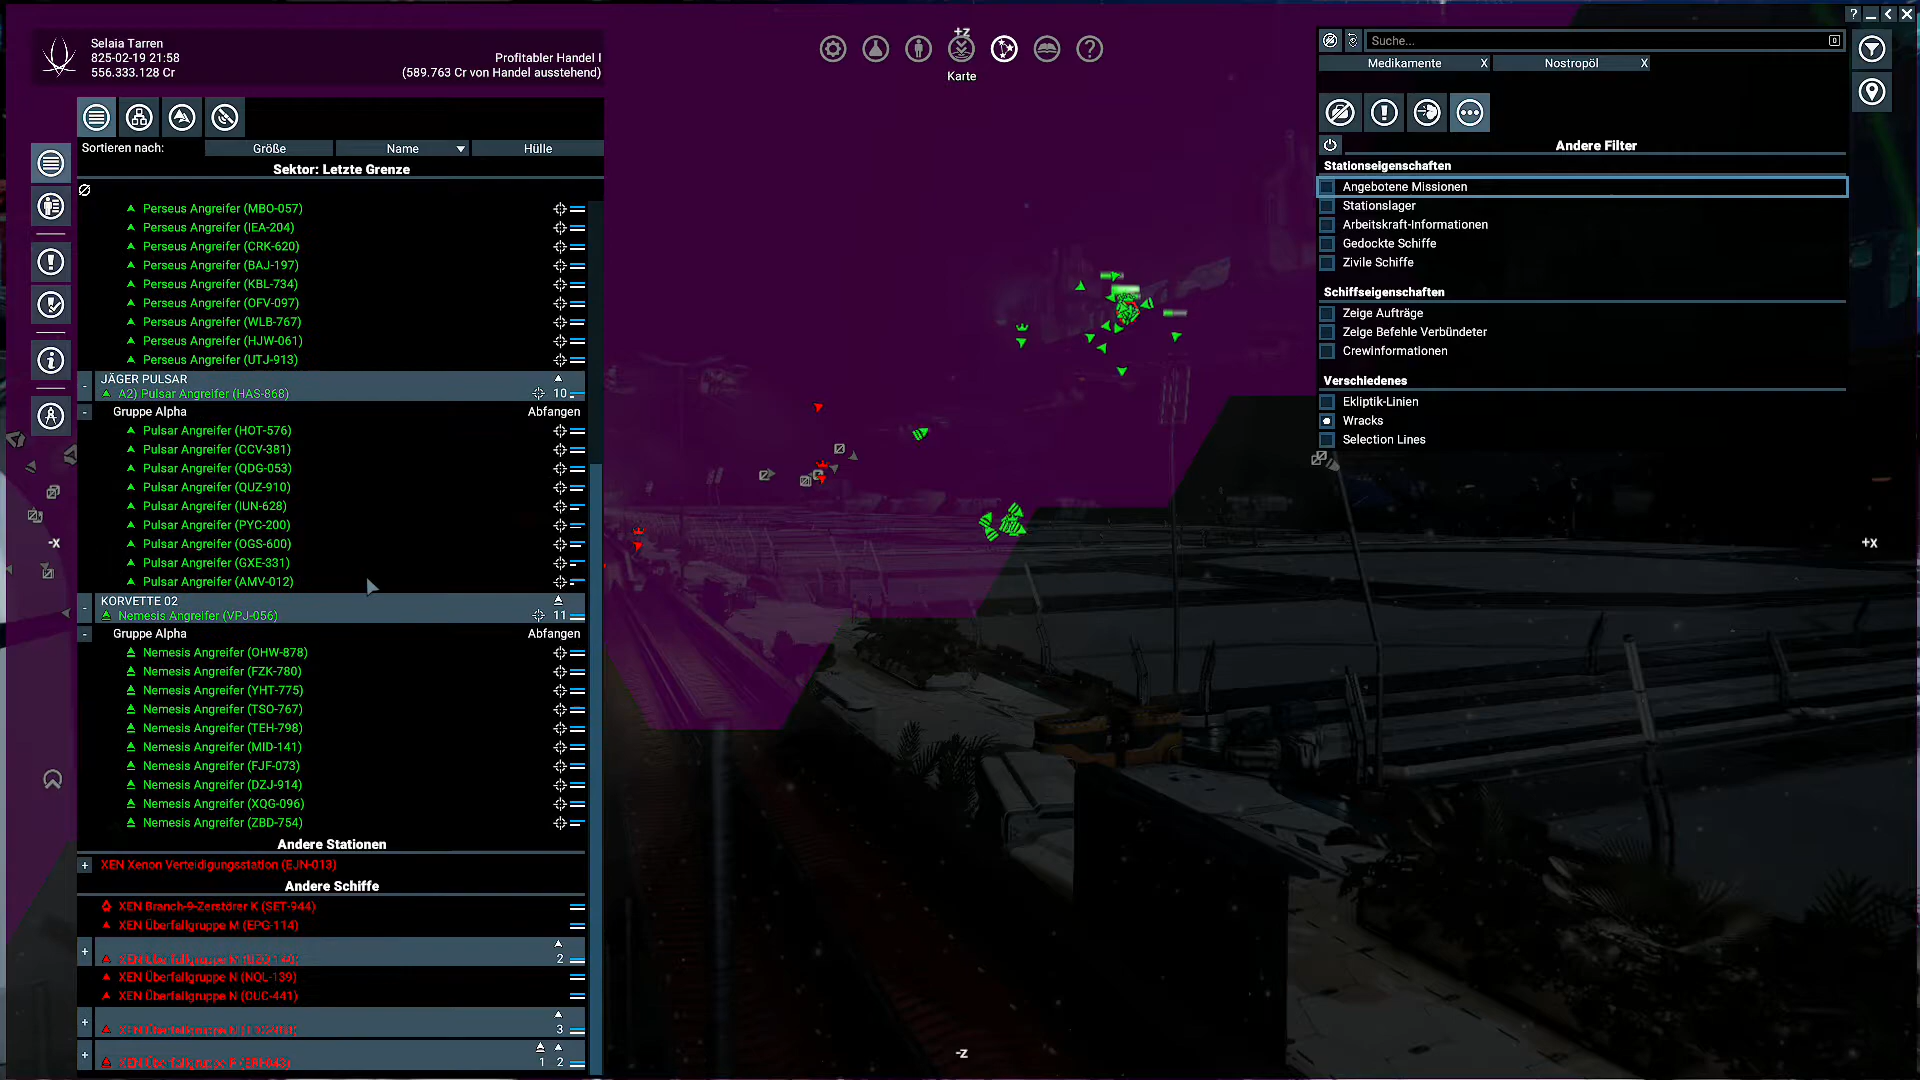 Selaia Tarren
825-02-19 21:58
556.333.128 Cr
Profitabler Handel I
(589.763 Cr von Handel ausstehend)
+Z
Karte
Suche...
Medikamente X
Nostropöl X
Sortieren nach:
Größe
Name
Hülle
Sektor: Letzte Grenze
Perseus Angreifer (MBO-057)
Perseus Angreifer (IEA-204)
Perseus Angreifer (CRK-620)
Perseus Angreifer (BAJ-197)
Perseus Angreifer (KBL-734)
Perseus Angreifer (OFV-097)
Perseus Angreifer (WLB-767)
Perseus Angreifer (HJW-061)
Perseus Angreifer (UTJ-913)
JÄGER PULSAR
A2) Pulsar Angreifer (HAS-868) 10
Gruppe Alpha Abfangen
Pulsar Angreifer (HOT-576)
Pulsar Angreifer (CCV-381)
Pulsar Angreifer (QDG-053)
Pulsar Angreifer (QUZ-910)
Pulsar Angreifer (IUN-628)
Pulsar Angreifer (PYC-200)
Pulsar Angreifer (OGS-600)
Pulsar Angreifer (GXE-331)
Pulsar Angreifer (AMV-012)
KORVETTE 02
Nemesis Angreifer (VPJ-056) 11
Gruppe Alpha Abfangen
Nemesis Angreifer (OHW-878)
Nemesis Angreifer (FZK-780)
Nemesis Angreifer (YHT-775)
Nemesis Angreifer (TSO-767)
Nemesis Angreifer (TEH-798)
Nemesis Angreifer (MID-141)
Nemesis Angreifer (FJF-073)
Nemesis Angreifer (DZJ-914)
Nemesis Angreifer (XQG-096)
Nemesis Angreifer (ZBD-754)
Andere Stationen
XEN Xenon Verteidigungsstation (EJN-013)
Andere Schiffe
XEN Branch-9-Zerstörer K (SET-944)
XEN Überfallgruppe M (EPG-114)
XEN Überfallgruppe 2
XEN Überfallgruppe N (NQL-139)
XEN Überfallgruppe N (OUC-441)
XEN Überfallgruppe 3
XEN Überfallgruppe 1 2
Andere Filter
Stationseigenschaften
Angebotene Missionen
Stationslager
Arbeitskraft-Informationen
Gedockte Schiffe
Zivile Schiffe
Schiffseigenschaften
Zeige Aufträge
Zeige Befehle Verbündeter
Crewinformationen
Verschiedenes
Ekliptik-Linien
Wracks
Selection Lines
-X
+X
-Z